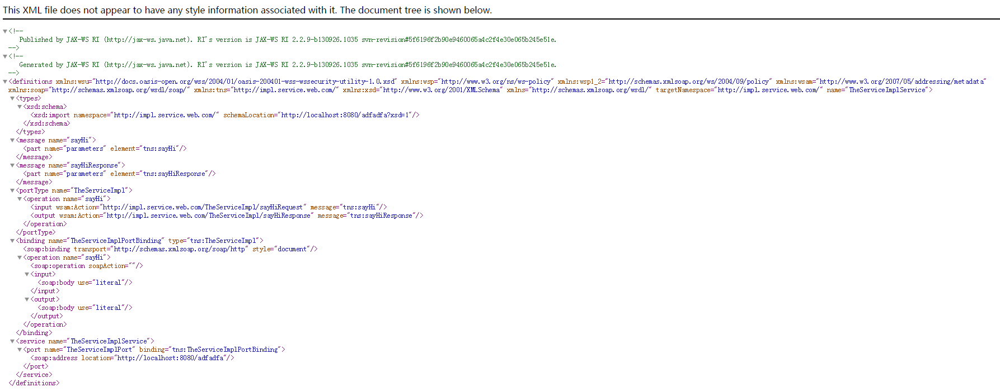 This XML file does not appear to have any style information associated with it. The document tree is shown below.
▼<!--
Published by JAX-WS RI (http://jax-ws.java.net). RI's version is JAX-WS RI 2.2.9-b130926.1035 svn-revision#5f6196f2b90e9460065a4c2f4e30e065b245e51e.
-->
▼<!--
Generated by JAX-WS RI (http://jax-ws.java.net). RI's version is JAX-WS RI 2.2.9-b130926.1035 svn-revision#5f6196f2b90e9460065a4c2f4e30e065b245e51e.
-->
▼<definitions xmlns:wsu="http://docs.oasis-open.org/wss/2004/01/oasis-200401-wss-wssecurity-utility-1.0.xsd" xmlns:wsp="http://www.w3.org/ns/ws-policy" xmlns:wsp1_2="http://schemas.xmlsoap.org/ws/2004/09/policy" xmlns:wsam="http://www.w3.org/2007/05/addressing/metadata"
xmlns:soap="http://schemas.xmlsoap.org/wsdl/soap/" xmlns:tns="http://impl.service.web.com/" xmlns:xsd="http://www.w3.org/2001/XMLSchema" xmlns="http://schemas.xmlsoap.org/wsdl/" targetNamespace="http://impl.service.web.com/" name="TheServiceImplService">
▼<types>
▼<xsd:schema>
<xsd:import namespace="http://impl.service.web.com/" schemaLocation="http://localhost:8080/adfadfa?xsd=1"/>
</xsd:schema>
</types>
▼<message name="sayHi">
<part name="parameters" element="tns:sayHi"/>
</message>
▼<message name="sayHiResponse">
<part name="parameters" element="tns:sayHiResponse"/>
</message>
▼<portType name="TheServiceImpl">
▼<operation name="sayHi">
<input wsam:Action="http://impl.service.web.com/TheServiceImpl/sayHiRequest" message="tns:sayHi"/>
<output wsam:Action="http://impl.service.web.com/TheServiceImpl/sayHiResponse" message="tns:sayHiResponse"/>
</operation>
</portType>
▼<binding name="TheServiceImplPortBinding" type="tns:TheServiceImpl">
<soap:binding transport="http://schemas.xmlsoap.org/soap/http" style="document"/>
▼<operation name="sayHi">
<soap:operation soapAction=""/>
▼<input>
<soap:body use="literal"/>
</input>
▼<output>
<soap:body use="literal"/>
</output>
</operation>
</binding>
▼<service name="TheServiceImplService">
▼<port name="TheServiceImplPort" binding="tns:TheServiceImplPortBinding">
<soap:address location="http://localhost:8080/adfadfa"/>
</port>
</service>
</definitions>